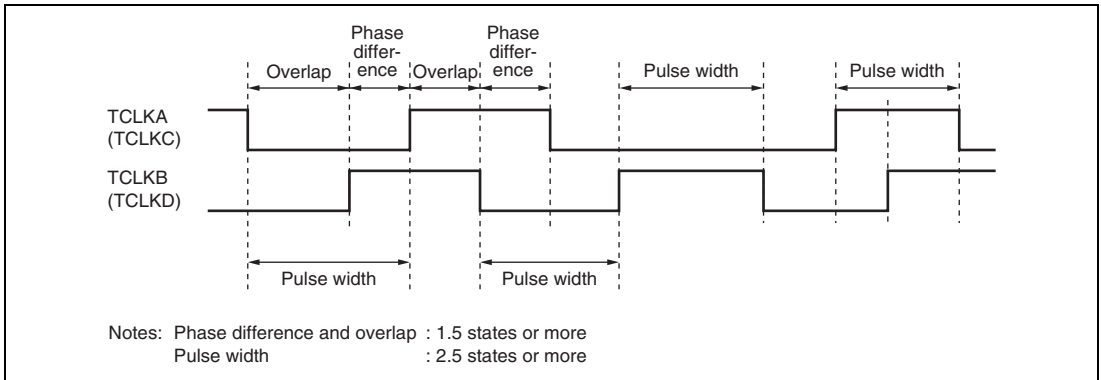 Phase
differ-
ence
Phase
differ-
ence
Overlap
Overlap
Pulse width
Pulse width
TCLKA
(TCLKC)
TCLKB
(TCLKD)
Pulse width
Pulse width
Notes: Phase difference and overlap : 1.5 states or more
Pulse width : 2.5 states or more